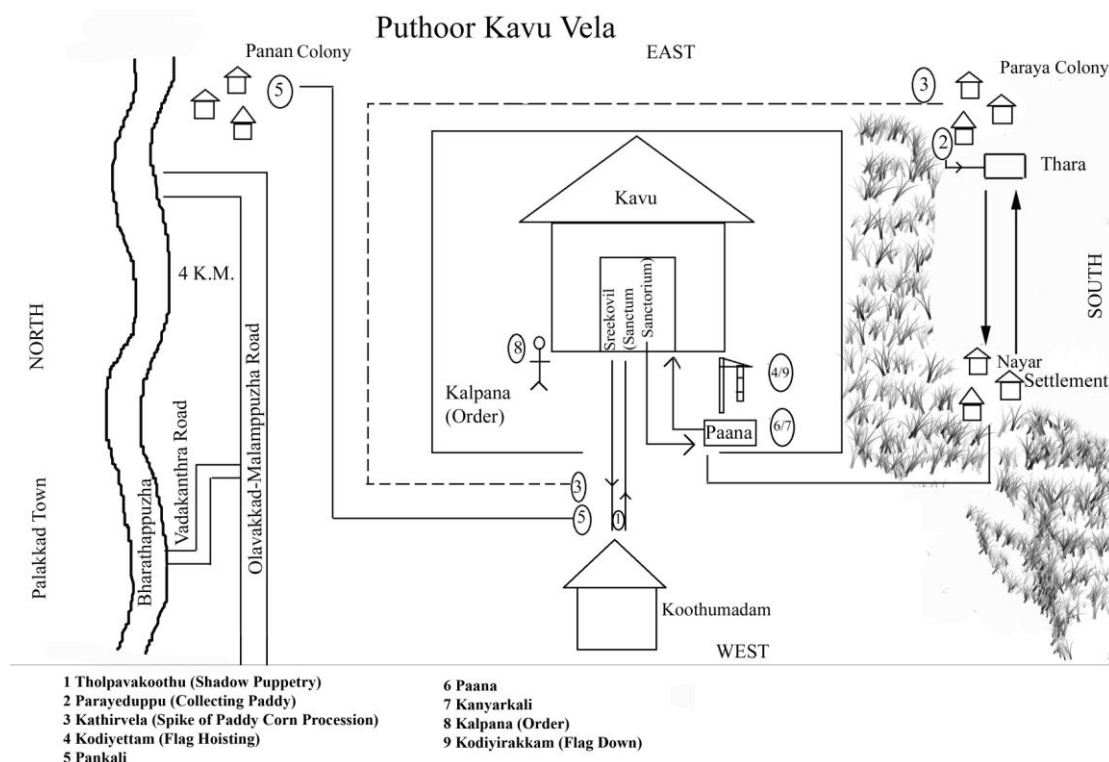 Puthoor Kavu Vela
EAST
Panan Colony
5
3
Paraya Colony
2
Thara
Kavu
4 K.M.
NORTH
SOUTH
Sreekovil
(Sanctum
Sanctorium)
8
Kalpana
(Order)
4/9
Paana
6/7
Nayar
Settlement
Palakkad Town
Bharathappuzha
Vadakanthra Road
Olavakkad-Malamppuzha Road
3
5
1
Koothumadam
WEST
1 Tholpavakoothu (Shadow Puppetry)
2 Parayeduppu (Collecting Paddy)
3 Kathirvela (Spike of Paddy Corn Procession)
4 Kodiyettam (Flag Hoisting)
5 Pankali
6 Paana
7 Kanyarkali
8 Kalpana (Order)
9 Kodiyirakkam (Flag Down)